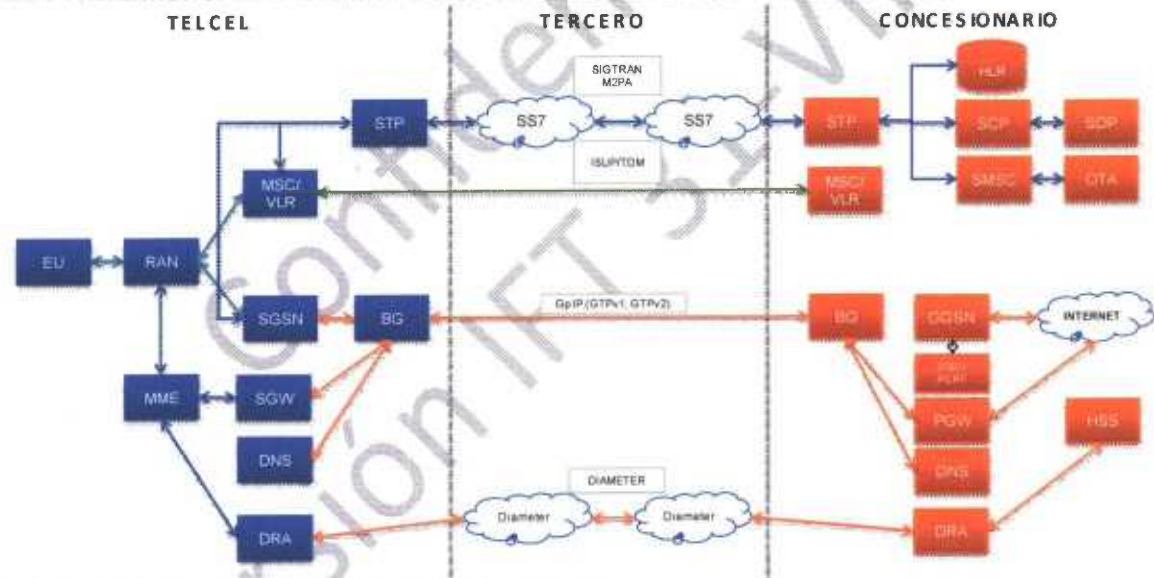 TELCEL
TERCERO
CONCESIONARIO
SIGTRAN
M2PA
HLR
STP
SS7
SS7
STP
SCP
SDP
ISUP/TDM
MSC/
VLR
MSC/
VLR
SMSC
OTA
EU
RAN
GpIP (GTPv1, GTPv2)
SGSN
BG
BG
GGSN
INTERNET
MME
SGW
PGW
HSS
DNS
DNS
DIAMETER
Diameter
Diameter
DRA
DRA